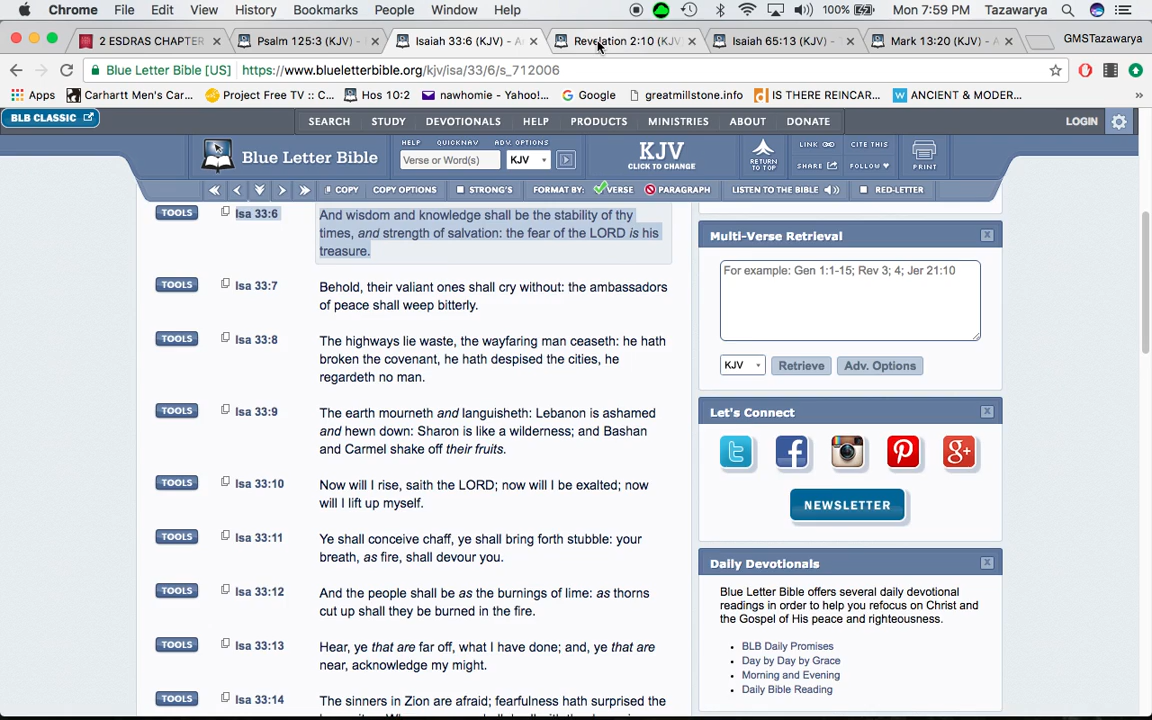 Chrome File Edit View History Bookmarks People Window Help 100% Mon 7:59 PM Tazawarya
2 ESDRAS CHAPTER Psalm 125:3 (KJV) - Isaiah 33:6 (KJV) - A Revelation 2:10 (KJV) Isaiah 65:13 (KJV) - Mark 13:20 (KJV) - A GMSTazawarya
Blue Letter Bible [US] https://www.blueletterbible.org/kjv/isa/33/6/s_712006
Apps Carhartt Men's Car... Project Free TV :: C... Hos 10:2 nawhomie - Yahoo!... Google greatmillstone.info IS THERE REINCAR... ANCIENT & MODER... »
BLB CLASSIC SEARCH STUDY DEVOTIONALS HELP PRODUCTS MINISTRIES ABOUT DONATE LOGIN
HELP QUICKNAV ADV. OPTIONS
Blue Letter Bible Verse or Word(s) KJV KJV CLICK TO CHANGE RETURN TO TOP LINK CITE THIS SHARE FOLLOW PRINT
COPY COPY OPTIONS STRONG'S FORMAT BY: VERSE PARAGRAPH LISTEN TO THE BIBLE RED-LETTER
TOOLS Isa 33:6 And wisdom and knowledge shall be the stability of thy
times, and strength of salvation: the fear of the LORD is his
treasure.
TOOLS Isa 33:7 Behold, their valiant ones shall cry without: the ambassadors
of peace shall weep bitterly.
TOOLS Isa 33:8 The highways lie waste, the wayfaring man ceaseth: he hath
broken the covenant, he hath despised the cities, he
regardeth no man.
TOOLS Isa 33:9 The earth mourneth and languisheth: Lebanon is ashamed
and hewn down: Sharon is like a wilderness; and Bashan
and Carmel shake off their fruits.
TOOLS Isa 33:10 Now will I rise, saith the LORD; now will I be exalted; now
will I lift up myself.
TOOLS Isa 33:11 Ye shall conceive chaff, ye shall bring forth stubble: your
breath, as fire, shall devour you.
TOOLS Isa 33:12 And the people shall be as the burnings of lime: as thorns
cut up shall they be burned in the fire.
TOOLS Isa 33:13 Hear, ye that are far off, what I have done; and, ye that are
near, acknowledge my might.
TOOLS Isa 33:14 The sinners in Zion are afraid; fearfulness hath surprised the
Multi-Verse Retrieval
For example: Gen 1:1-15; Rev 3; 4; Jer 21:10
KJV Retrieve Adv. Options
Let's Connect
NEWSLETTER
Daily Devotionals
Blue Letter Bible offers several daily devotional
readings in order to help you refocus on Christ and
the Gospel of His peace and righteousness.
BLB Daily Promises
Day by Day by Grace
Morning and Evening
Daily Bible Reading